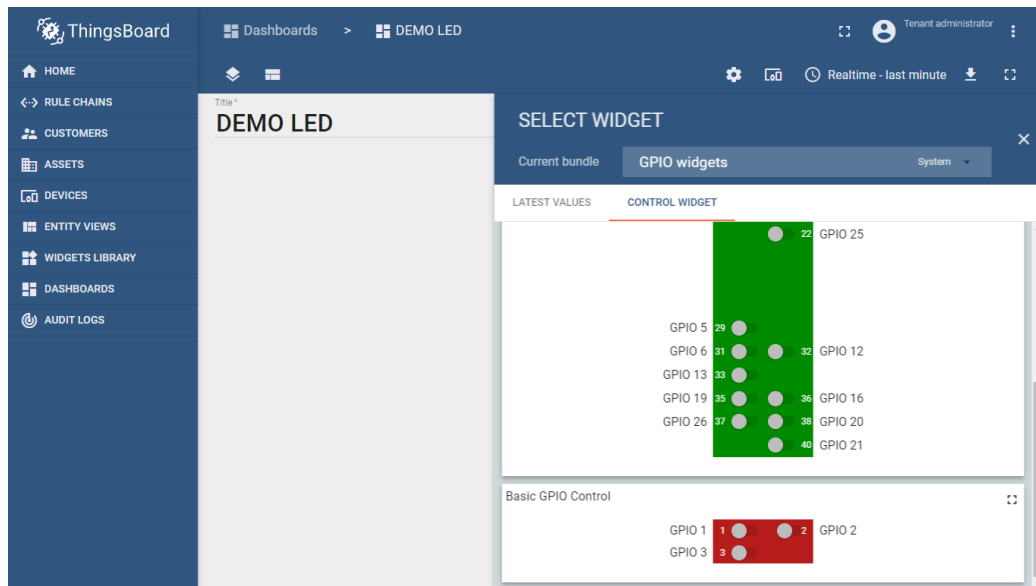 ThingsBoard
Dashboards > DEMO LED
Tenant administrator
HOME
RULE CHAINS
CUSTOMERS
ASSETS
DEVICES
ENTITY VIEWS
WIDGETS LIBRARY
DASHBOARDS
AUDIT LOGS
Realtime - last minute
Title *
DEMO LED
SELECT WIDGET
Current bundle GPIO widgets System
LATEST VALUES CONTROL WIDGET
22 GPIO 25
GPIO 5 29
GPIO 6 31 32 GPIO 12
GPIO 13 33
GPIO 19 35 36 GPIO 16
GPIO 26 37 38 GPIO 20
40 GPIO 21
Basic GPIO Control
GPIO 1 1 2 GPIO 2
GPIO 3 3